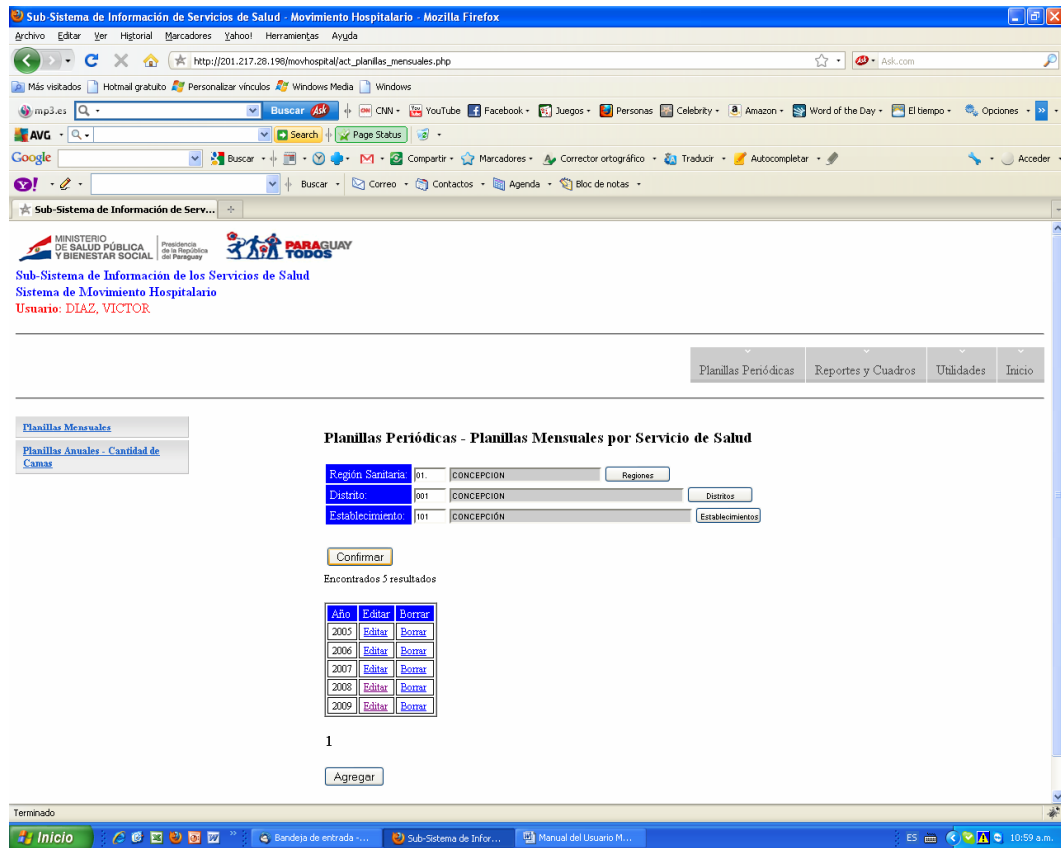 Sub-Sistema de Información de Servicios de Salud - Movimiento Hospitalario - Mozilla Firefox
Archivo Editar Ver Historial Marcadores Yahoo! Herramientas Ayuda
http://201.217.28.198/movhospital/act_planillas_mensuales.php Ask.com
Más visitados Hotmail gratuito Personalizar vínculos Windows Media Windows
mp3.es Buscar Ask CNN YouTube Facebook Juegos Personas Celebrity Amazon Word of the Day El tiempo Opciones »
AVG Search Page Status
Google Buscar Compartir Marcadores Corrector ortográfico Traducir Autocompletar Acceder
Y! Buscar Correo Contactos Agenda Bloc de notas
Sub-Sistema de Información de Serv...
MINISTERIO
DE SALUD PÚBLICA
Y BIENESTAR SOCIAL
Presidencia
de la República
del Paraguay
PARAGUAY
TODOS
Sub-Sistema de Información de los Servicios de Salud
Sistema de Movimiento Hospitalario
Usuario: DIAZ, VICTOR
Planillas Periódicas Reportes y Cuadros Utilidades Inicio
Planillas Mensuales
Planillas Anuales - Cantidad de
Camas
Planillas Periódicas - Planillas Mensuales por Servicio de Salud
Región Sanitaria: 01. CONCEPCION Regiones
Distrito: 001 CONCEPCION Distritos
Establecimiento: 101 CONCEPCIÓN Establecimientos
Confirmar
Encontrados 5 resultados
Año Editar Borrar
2005 Editar Borrar
2006 Editar Borrar
2007 Editar Borrar
2008 Editar Borrar
2009 Editar Borrar
1
Agregar
Terminado
Inicio » Bandeja de entrada -... Sub-Sistema de Infor... Manual del Usuario M... ES 10:59 a.m.